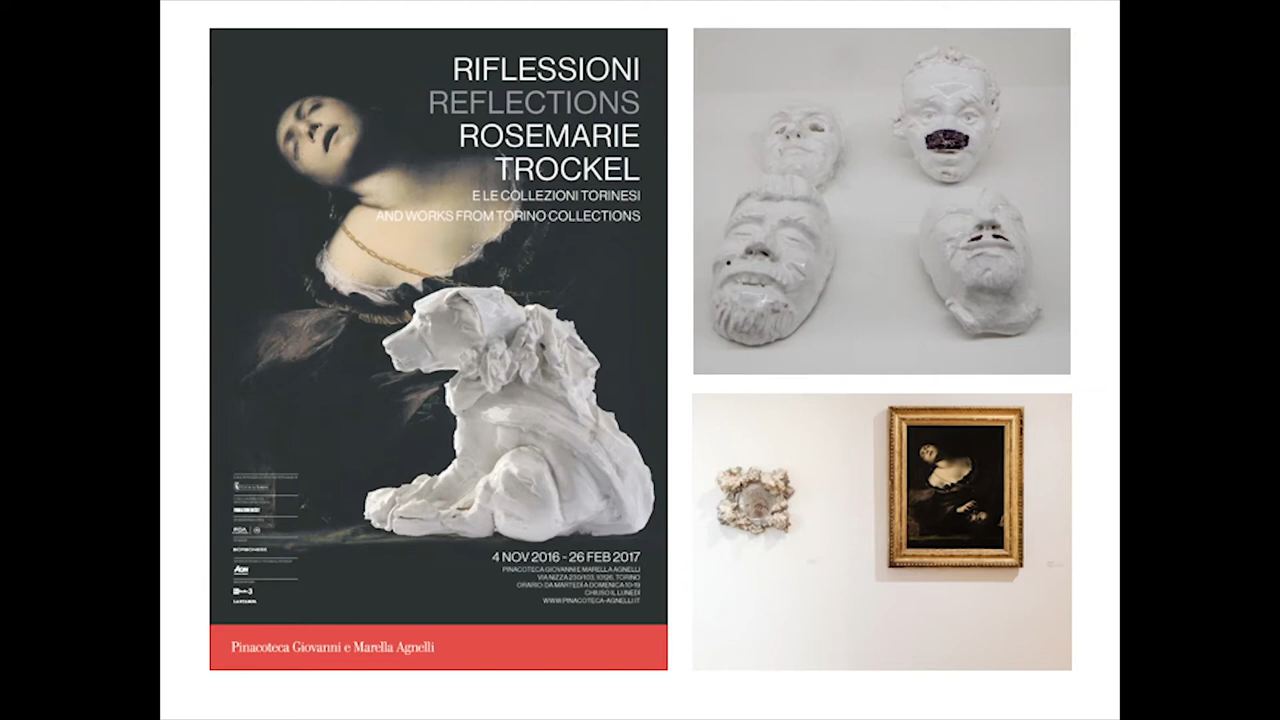 RIFLESSIONI
REFLECTIONS
ROSEMARIE
TROCKEL
E LE COLLEZIONI TORINESI
AND WORKS FROM TORINO COLLECTIONS
4 NOV 2016 - 26 FEB 2017
PINACOTECA GIOVANNI E MARELLA AGNELLI
VIA NIZZA 230/103, 10126, TORINO
ORARIO: DA MARTEDÌ A DOMENICA 10-19
CHIUSO IL LUNEDÌ
WWW.PINACOTECA-AGNELLI.IT
LA STAMPA
Pinacoteca Giovanni e Marella Agnelli